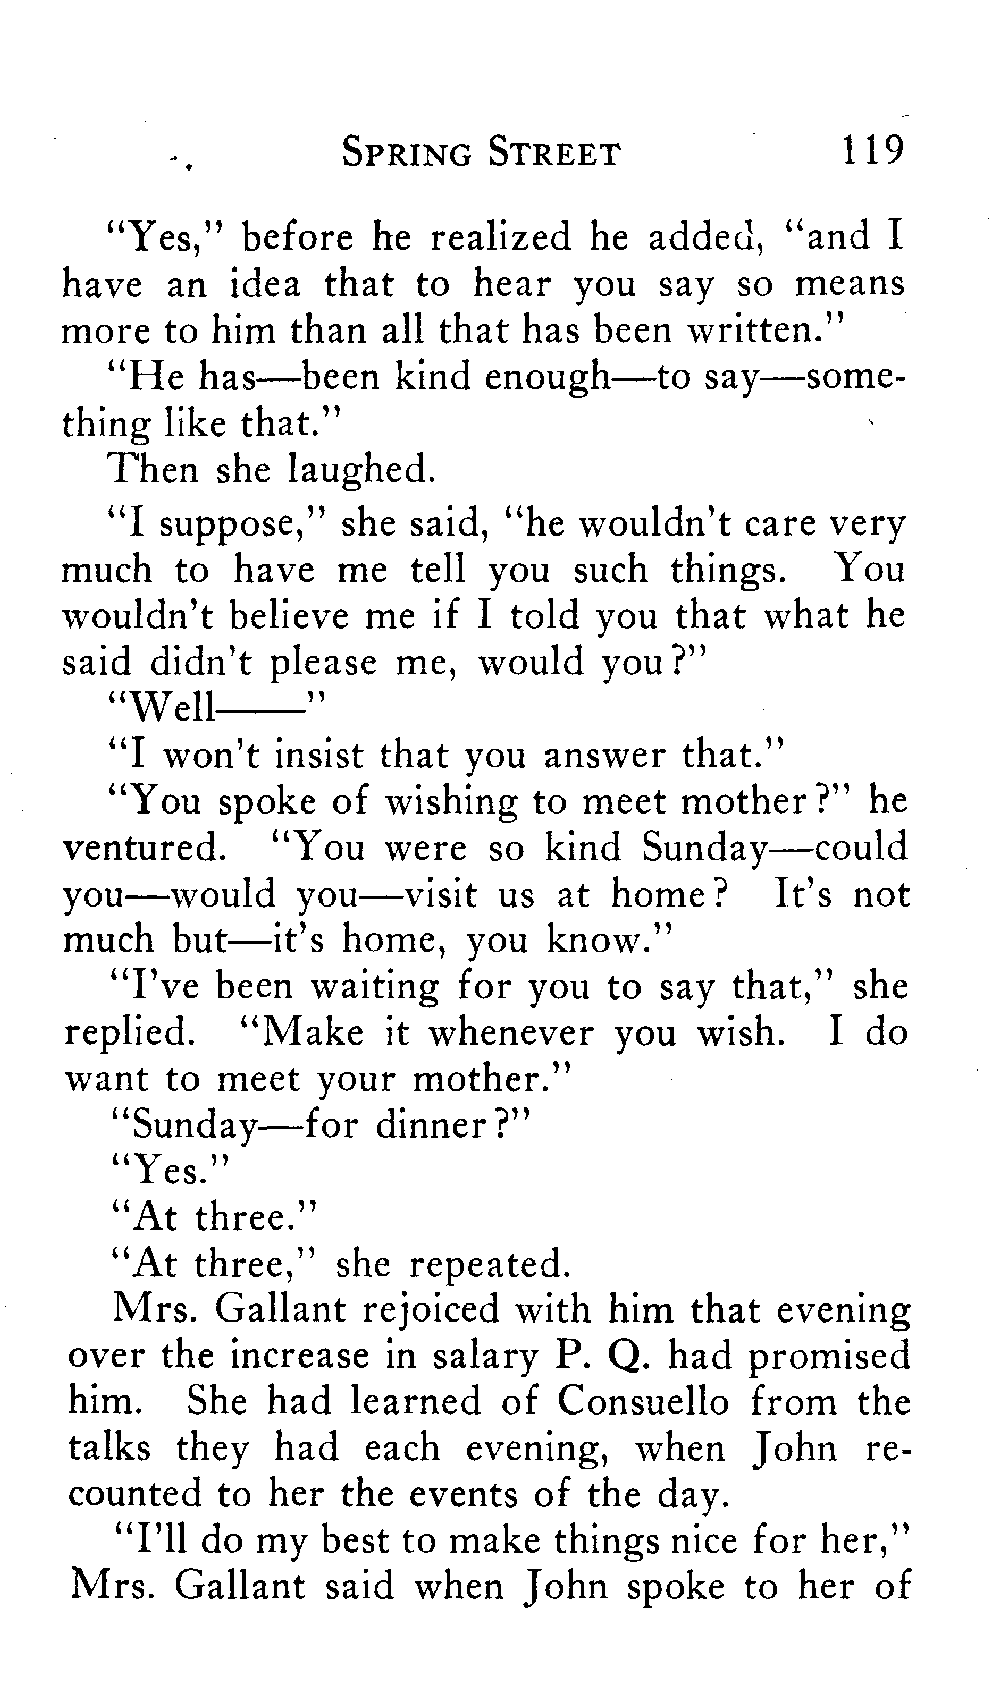 SPRING STREET 119
"Yes," before he realized he added, "and I
have an idea that to hear you say so means
more to him than all that has been written."
"He has—been kind enough—to say—some-
thing like that."
Then she laughed.
"I suppose," she said, "he wouldn't care very
much to have me tell you such things. You
wouldn't believe me if I told you that what he
said didn't please me, would you?"
"Well——"
"I won't insist that you answer that."
"You spoke of wishing to meet mother?" he
ventured. "You were so kind Sunday—could
you—would you—visit us at home? It's not
much but—it's home, you know."
"I've been waiting for you to say that," she
replied. "Make it whenever you wish. I do
want to meet your mother."
"Sunday—for dinner?"
"Yes."
"At three."
"At three," she repeated.
Mrs. Gallant rejoiced with him that evening
over the increase in salary P. Q. had promised
him. She had learned of Consuello from the
talks they had each evening, when John re-
counted to her the events of the day.
"I'll do my best to make things nice for her,"
Mrs. Gallant said when John spoke to her of